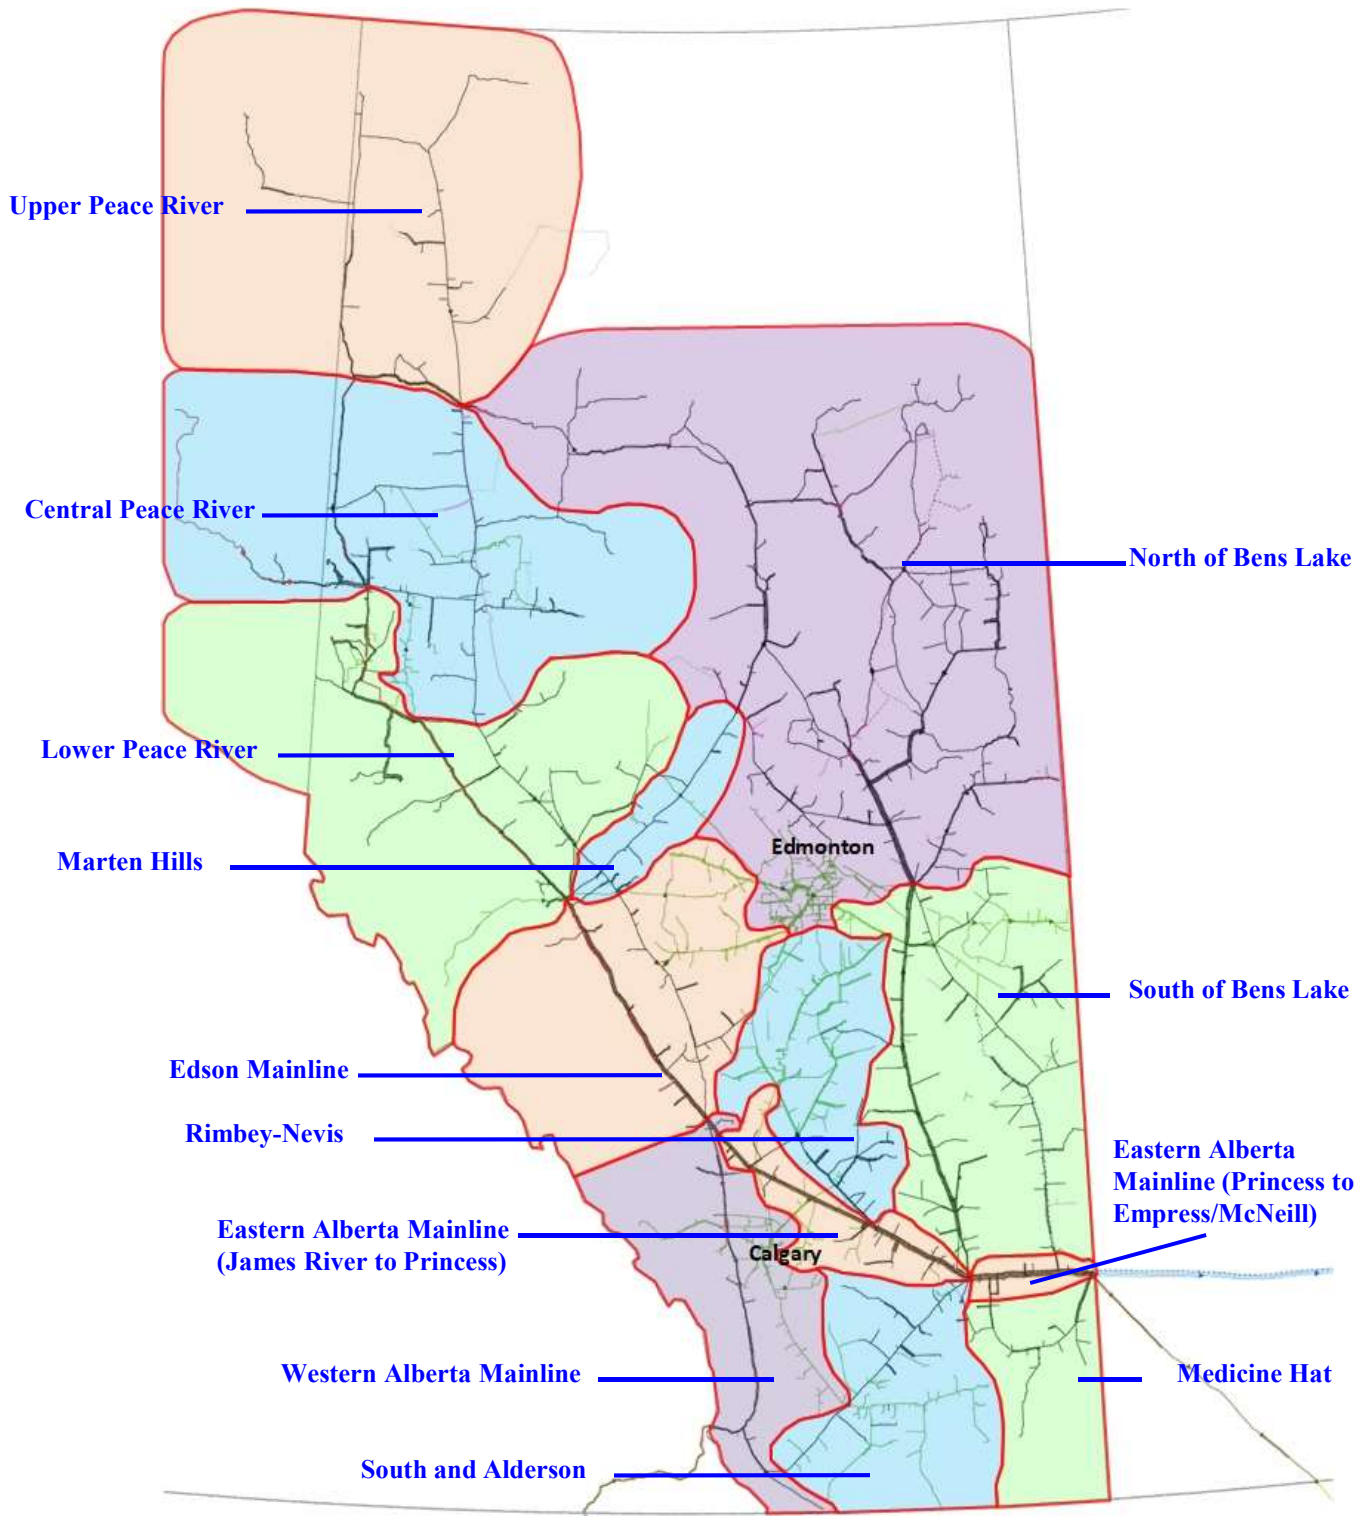 Upper Peace River
Central Peace River
North of Bens Lake
Lower Peace River
Edmonton
Marten Hills
South of Bens Lake
Edson Mainline
Rimbey-Nevis
Eastern Alberta
Mainline (Princess to
Empress/McNeill)
Eastern Alberta Mainline
(James River to Princess)
Calgary
Western Alberta Mainline
Medicine Hat
South and Alderson